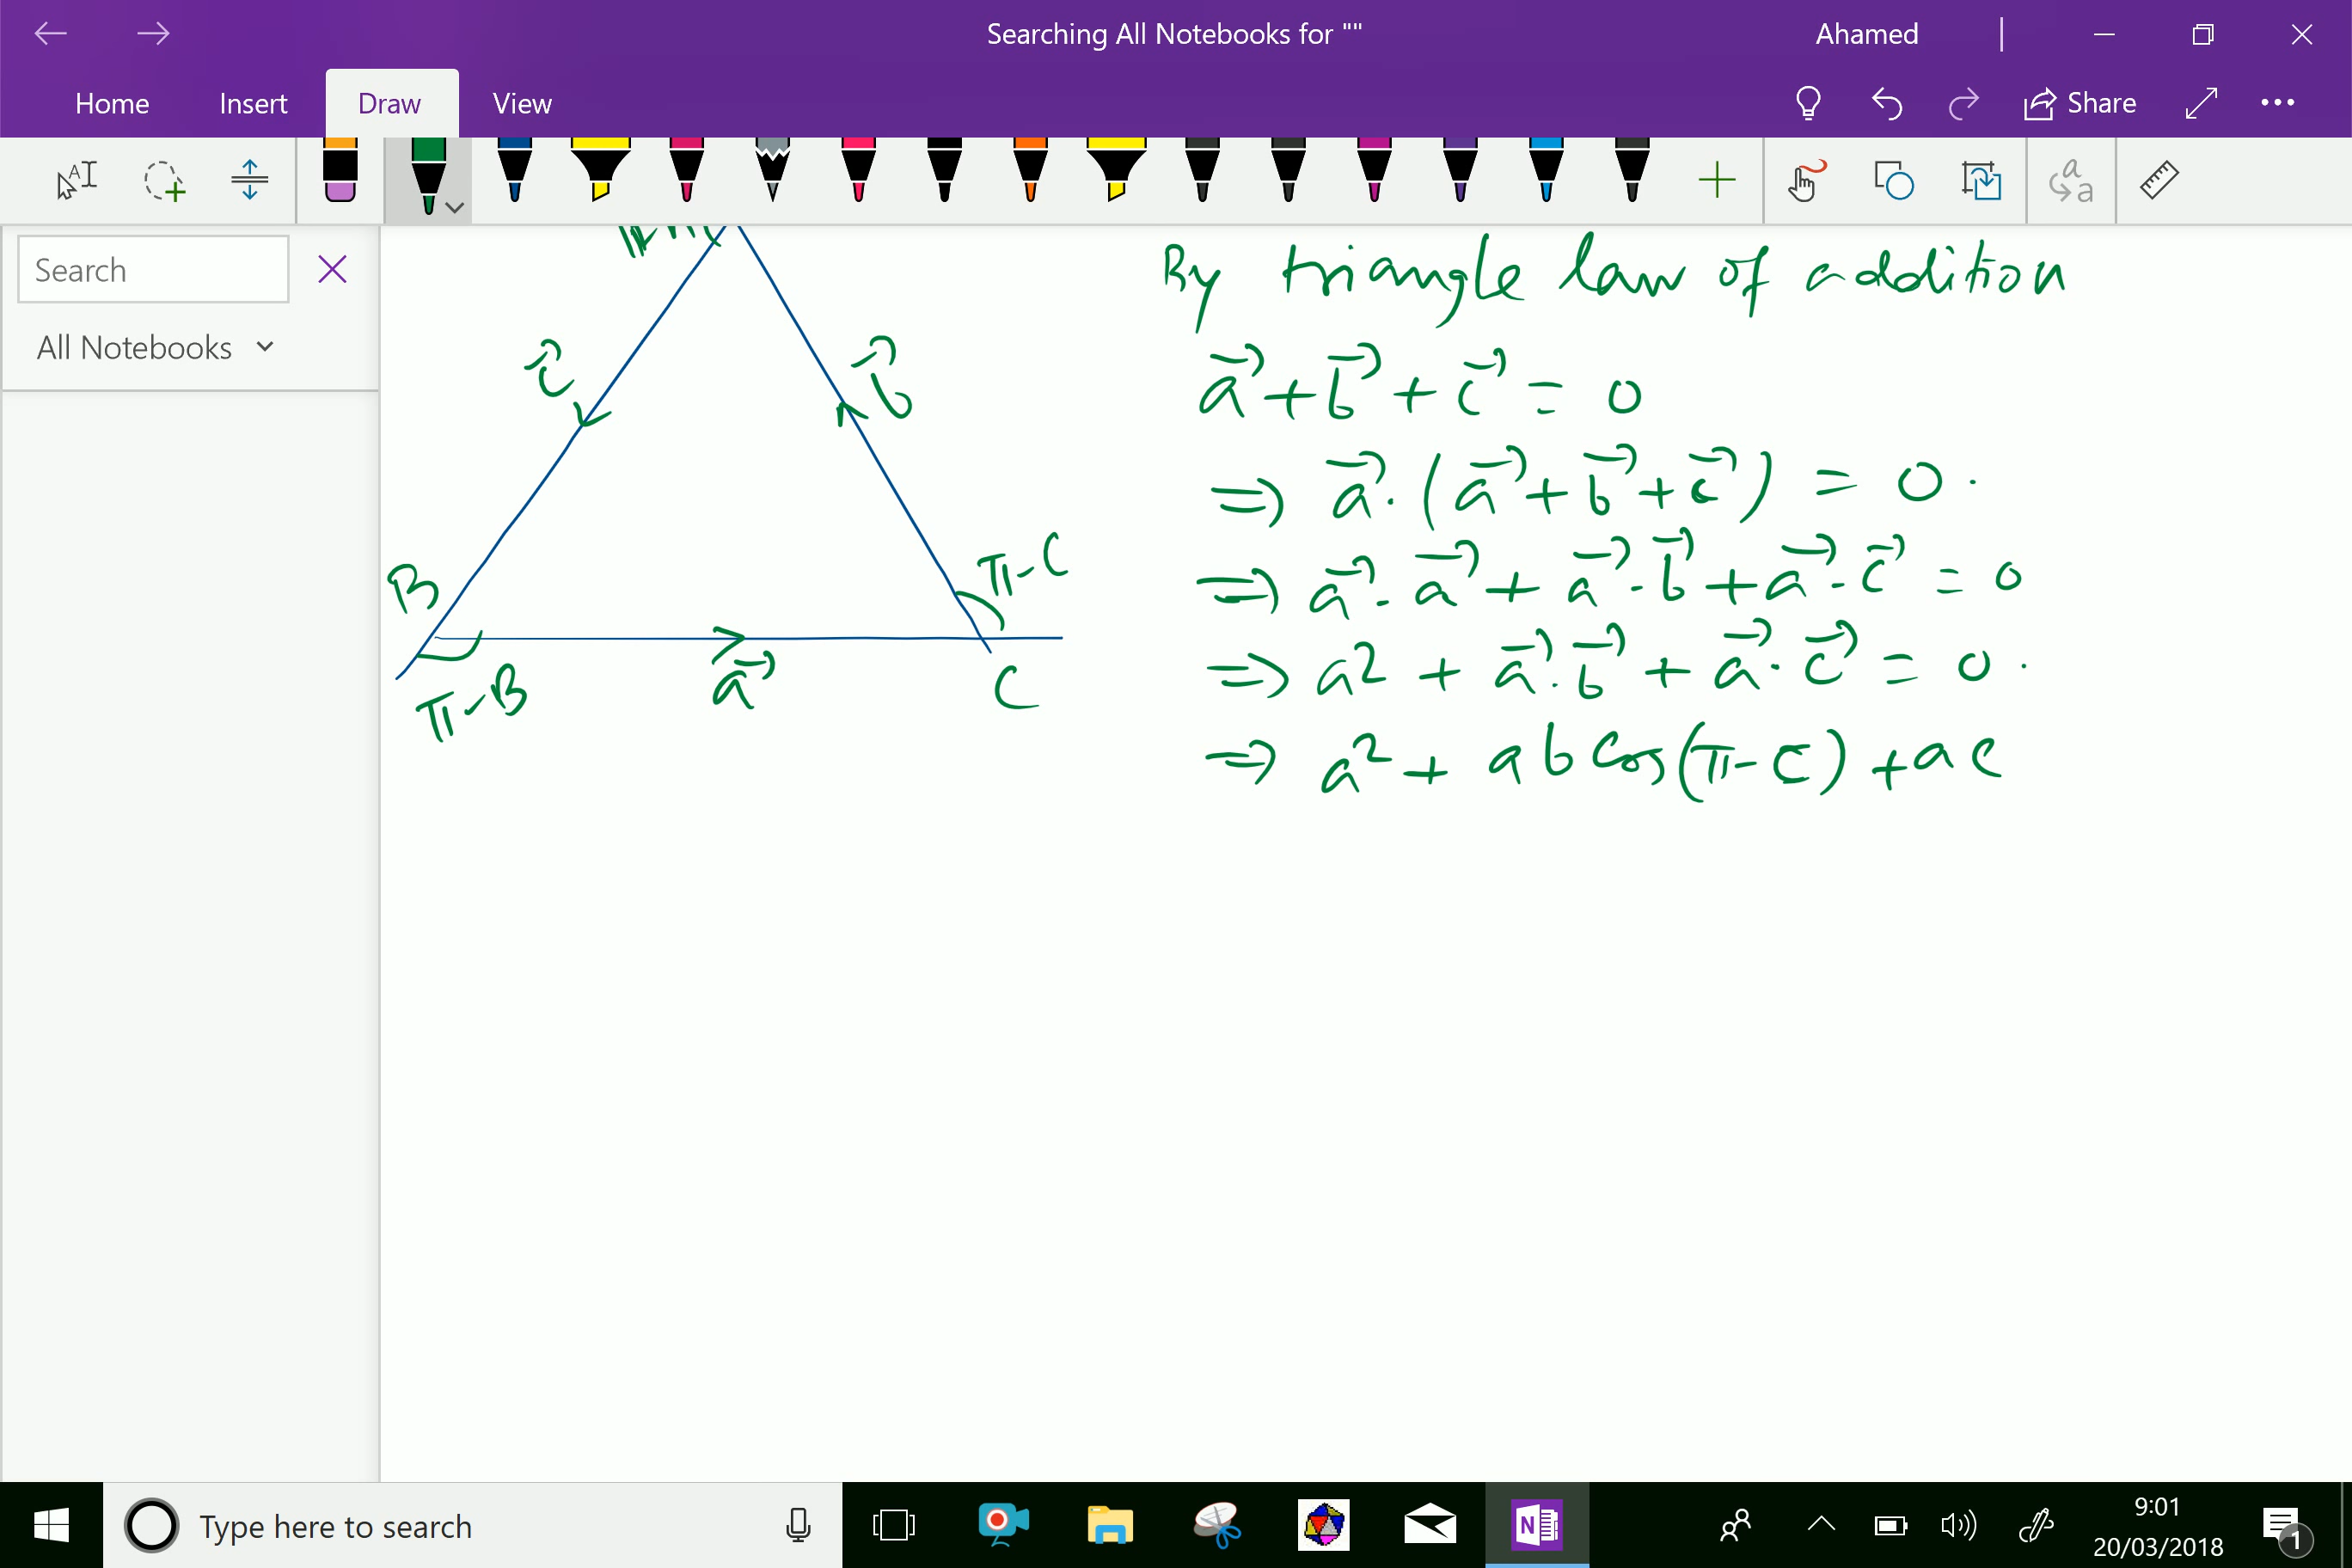 Searching All Notebooks for ""
Ahamed
Home Insert Draw View
Share
Search
All Notebooks
By triangle law of addition
a⃗ + b⃗ + c⃗ = 0
⇒ a⃗·(a⃗ + b⃗ + c⃗) = 0.
⇒ a⃗·a⃗ + a⃗·b⃗ + a⃗·c⃗ = 0
⇒ a² + a⃗·b⃗ + a⃗·c⃗ = 0.
⇒ a² + ab cos(π-c) + ac
c⃗
b⃗
B
π-C
π-B
a⃗
C
Type here to search
N
9:01
20/03/2018
1